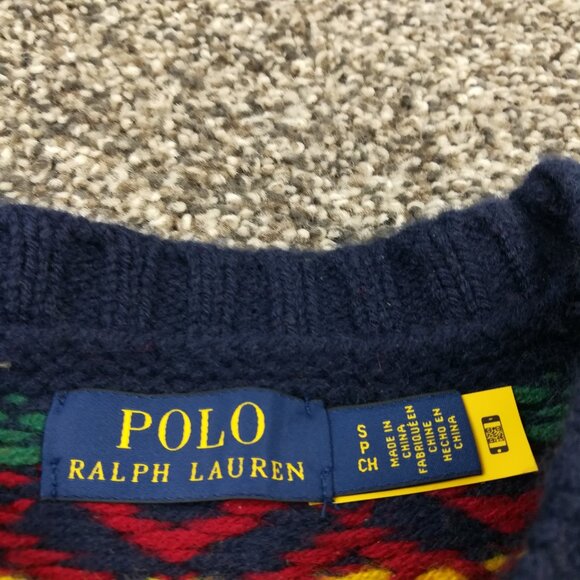 POLO
RALPH LAUREN
S
P
CH
MADE IN
CHINA
FABRIQUÉ EN
CHINE
HECHO EN
CHINA